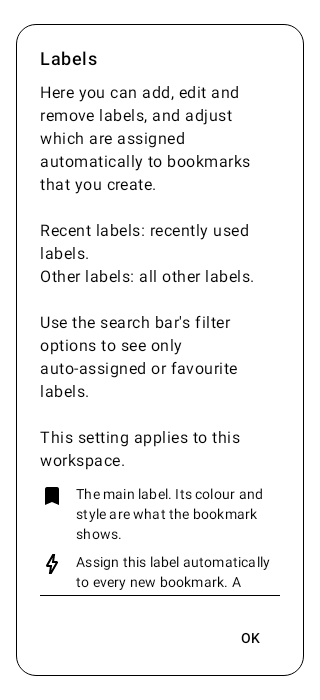 Labels
Here you can add, edit and
remove labels, and adjust
which are assigned
automatically to bookmarks
that you create.
Recent labels: recently used
labels.
Other labels: all other labels.
Use the search bar's filter
options to see only
auto-assigned or favourite
labels.
This setting applies to this
workspace.
The main label. Its colour and
style are what the bookmark
shows.
Assign this label automatically
to every new bookmark. A
OK